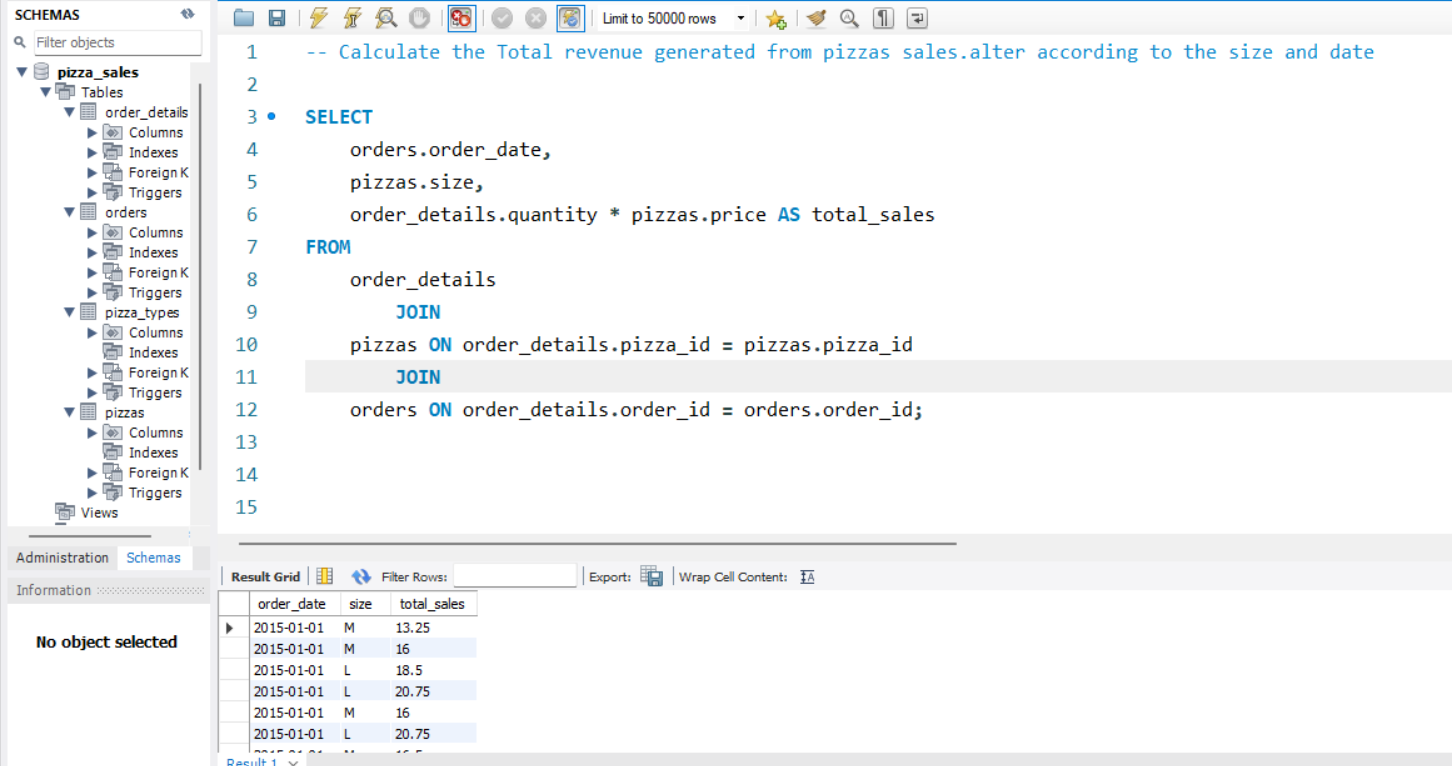 SCHEMAS
Filter objects
pizza_sales
Tables
order_details
Columns
Indexes
Foreign K
Triggers
orders
Columns
Indexes
Foreign K
Triggers
pizza_types
Columns
Indexes
Foreign K
Triggers
pizzas
Columns
Indexes
Foreign K
Triggers
Views
Administration Schemas
Information
No object selected
Limit to 50000 rows
1 -- Calculate the Total revenue generated from pizzas sales.alter according to the size and date
2
3 SELECT
4 orders.order_date,
5 pizzas.size,
6 order_details.quantity * pizzas.price AS total_sales
7 FROM
8 order_details
9 JOIN
10 pizzas ON order_details.pizza_id = pizzas.pizza_id
11 JOIN
12 orders ON order_details.order_id = orders.order_id;
13
14
15
Result Grid Filter Rows: Export: Wrap Cell Content:
order_date size total_sales
2015-01-01 M 13.25
2015-01-01 M 16
2015-01-01 L 18.5
2015-01-01 L 20.75
2015-01-01 M 16
2015-01-01 L 20.75
Result 1